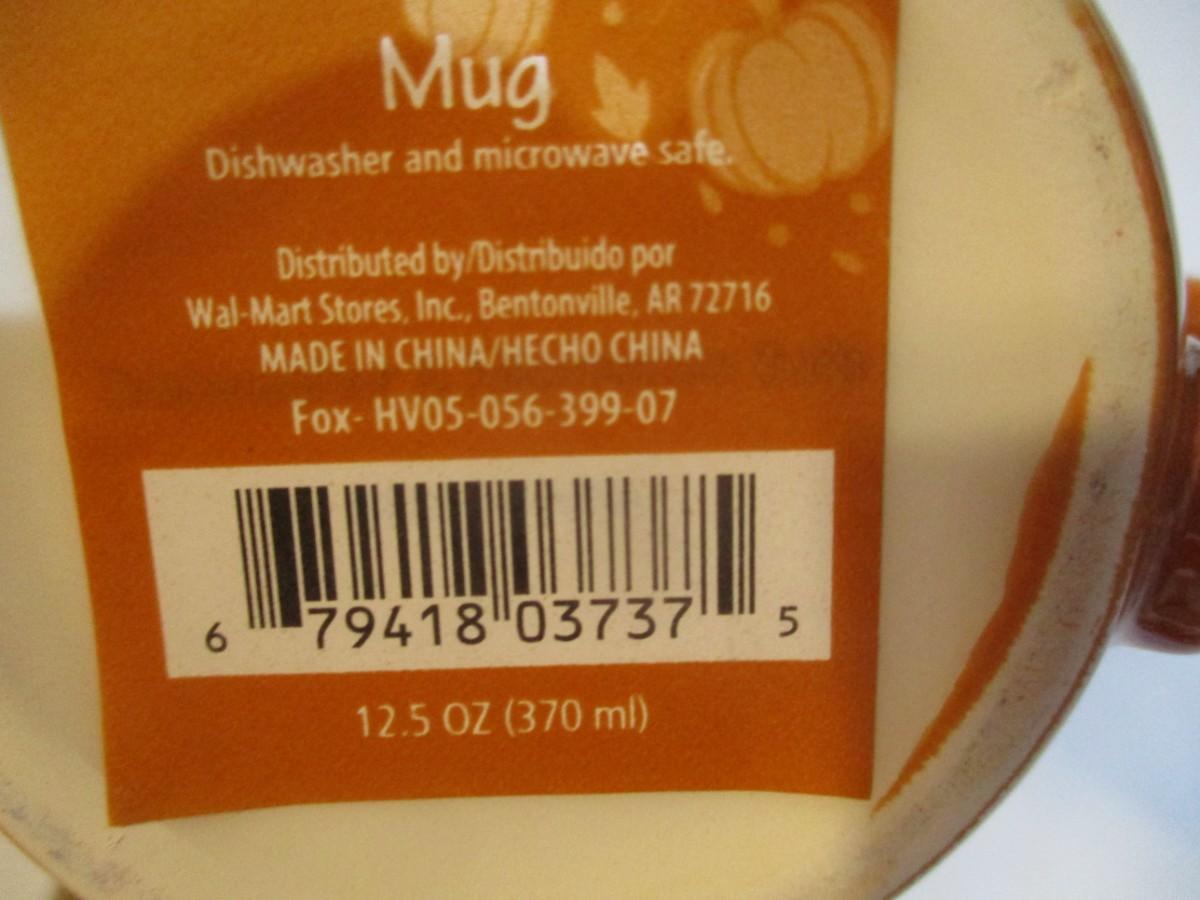 Mug
Dishwasher and microwave safe.
Distributed by/Distribuido por
Wal-Mart Stores, Inc., Bentonville, AR 72716
MADE IN CHINA/HECHO CHINA
Fox- HV05-056-399-07
6 79418 03737 5
12.5 OZ (370 ml)